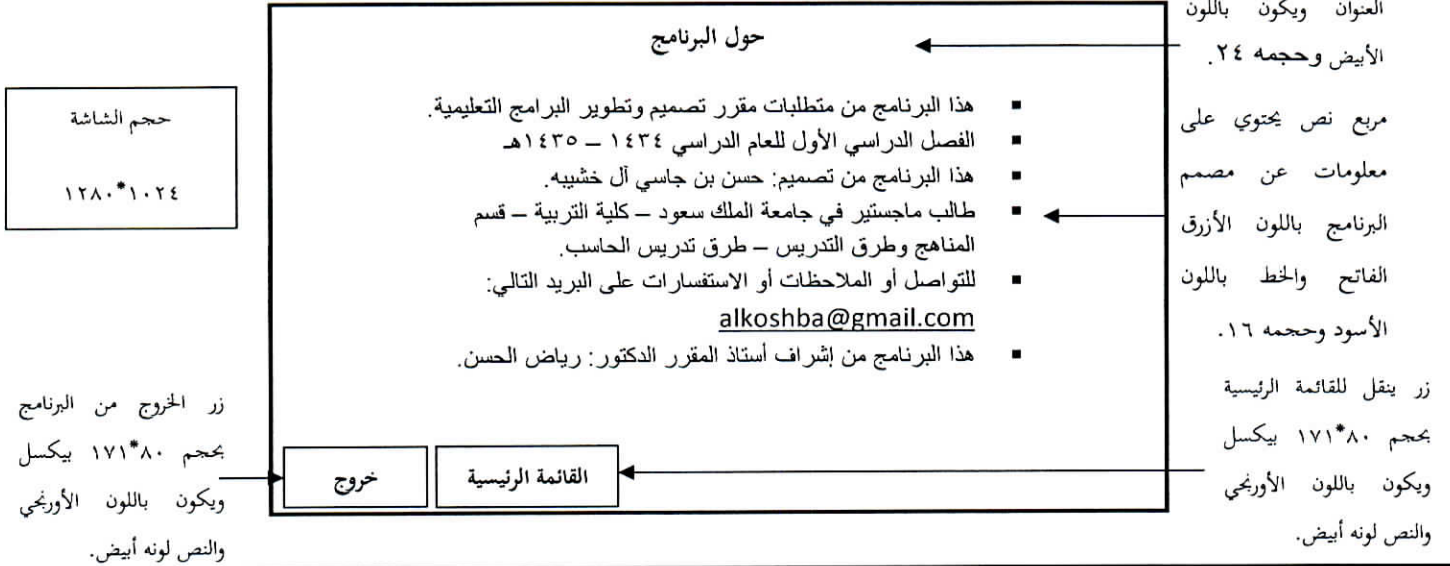 العنوان ويكون باللون
الأبيض وحجمه ٢٤.
مربع نص يحتوي على
معلومات عن مصمم
البرنامج باللون الأزرق
الفاتح والخط باللون
الأسود وحجمه ١٦.
زر ينقل للقائمة الرئيسية
بحجم ٨٠*١٧١ بيكسل
ويكون باللون الأورنجي
والنص لونه أبيض.
حول البرنامج
▪ هذا البرنامج من متطلبات مقرر تصميم وتطوير البرامج التعليمية.
▪ الفصل الدراسي الأول للعام الدراسي ١٤٣٤ – ١٤٣٥هـ
▪ هذا البرنامج من تصميم: حسن بن جاسي آل خشيبه.
▪ طالب ماجستير في جامعة الملك سعود – كلية التربية – قسم
المناهج وطرق التدريس – طرق تدريس الحاسب.
▪ للتواصل أو الملاحظات أو الاستفسارات على البريد التالي:
alkoshba@gmail.com
▪ هذا البرنامج من إشراف أستاذ المقرر الدكتور: رياض الحسن.
القائمة الرئيسية
خروج
حجم الشاشة
١٠٢٤*١٢٨٠
زر الخروج من البرنامج
بحجم ٨٠*١٧١ بيكسل
ويكون باللون الأورنجي
والنص لونه أبيض.